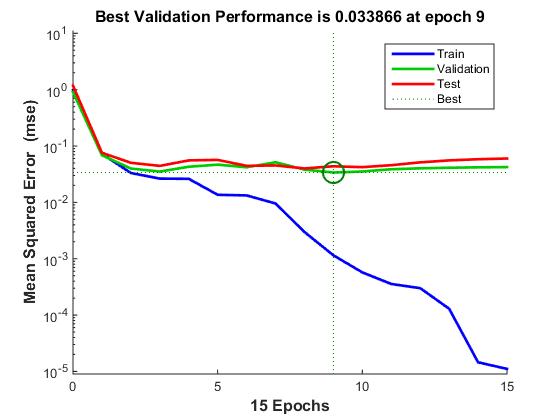 Best Validation Performance is 0.033866 at epoch 9
Train
Validation
Test
Best
Mean Squared Error (mse)
10^1
10^0
10^-1
10^-2
10^-3
10^-4
10^-5
0
5
10
15
15 Epochs